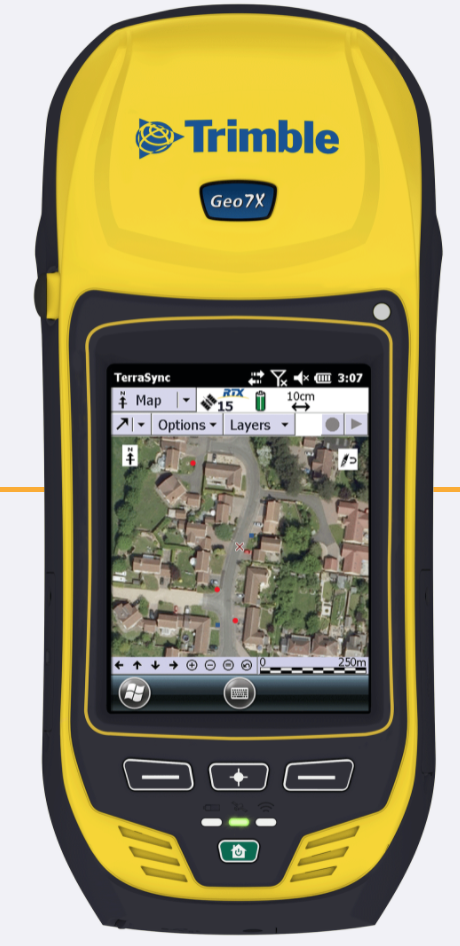 Trimble
Geo7X
TerraSync 3:07
N Map RTX 15 10cm
Options Layers
N
0 250m